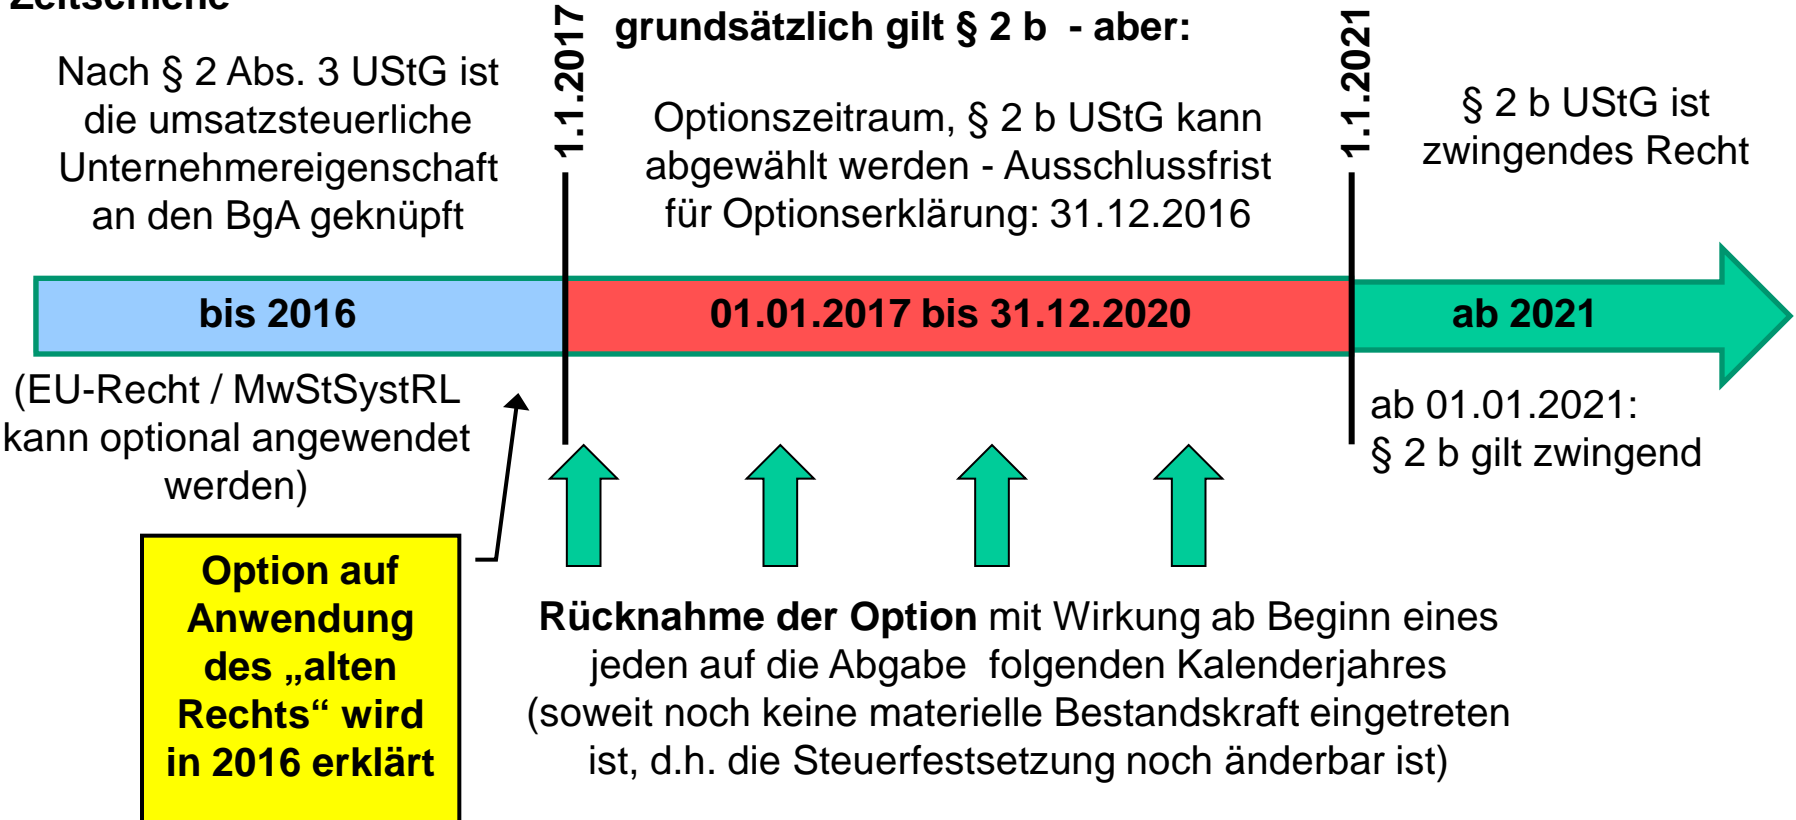 Zeitschiene
grundsätzlich gilt § 2 b - aber:
1.1.2017
1.1.2021
Nach § 2 Abs. 3 UStG ist
die umsatzsteuerliche
Unternehmereigenschaft
an den BgA geknüpft
Optionszeitraum, § 2 b UStG kann
abgewählt werden - Ausschlussfrist
für Optionserklärung: 31.12.2016
§ 2 b UStG ist
zwingendes Recht
bis 2016
01.01.2017 bis 31.12.2020
ab 2021
(EU-Recht / MwStSystRL
kann optional angewendet
werden)
ab 01.01.2021:
§ 2 b gilt zwingend
Option auf
Anwendung
des „alten
Rechts“ wird
in 2016 erklärt
Rücknahme der Option mit Wirkung ab Beginn eines
jeden auf die Abgabe folgenden Kalenderjahres
(soweit noch keine materielle Bestandskraft eingetreten
ist, d.h. die Steuerfestsetzung noch änderbar ist)